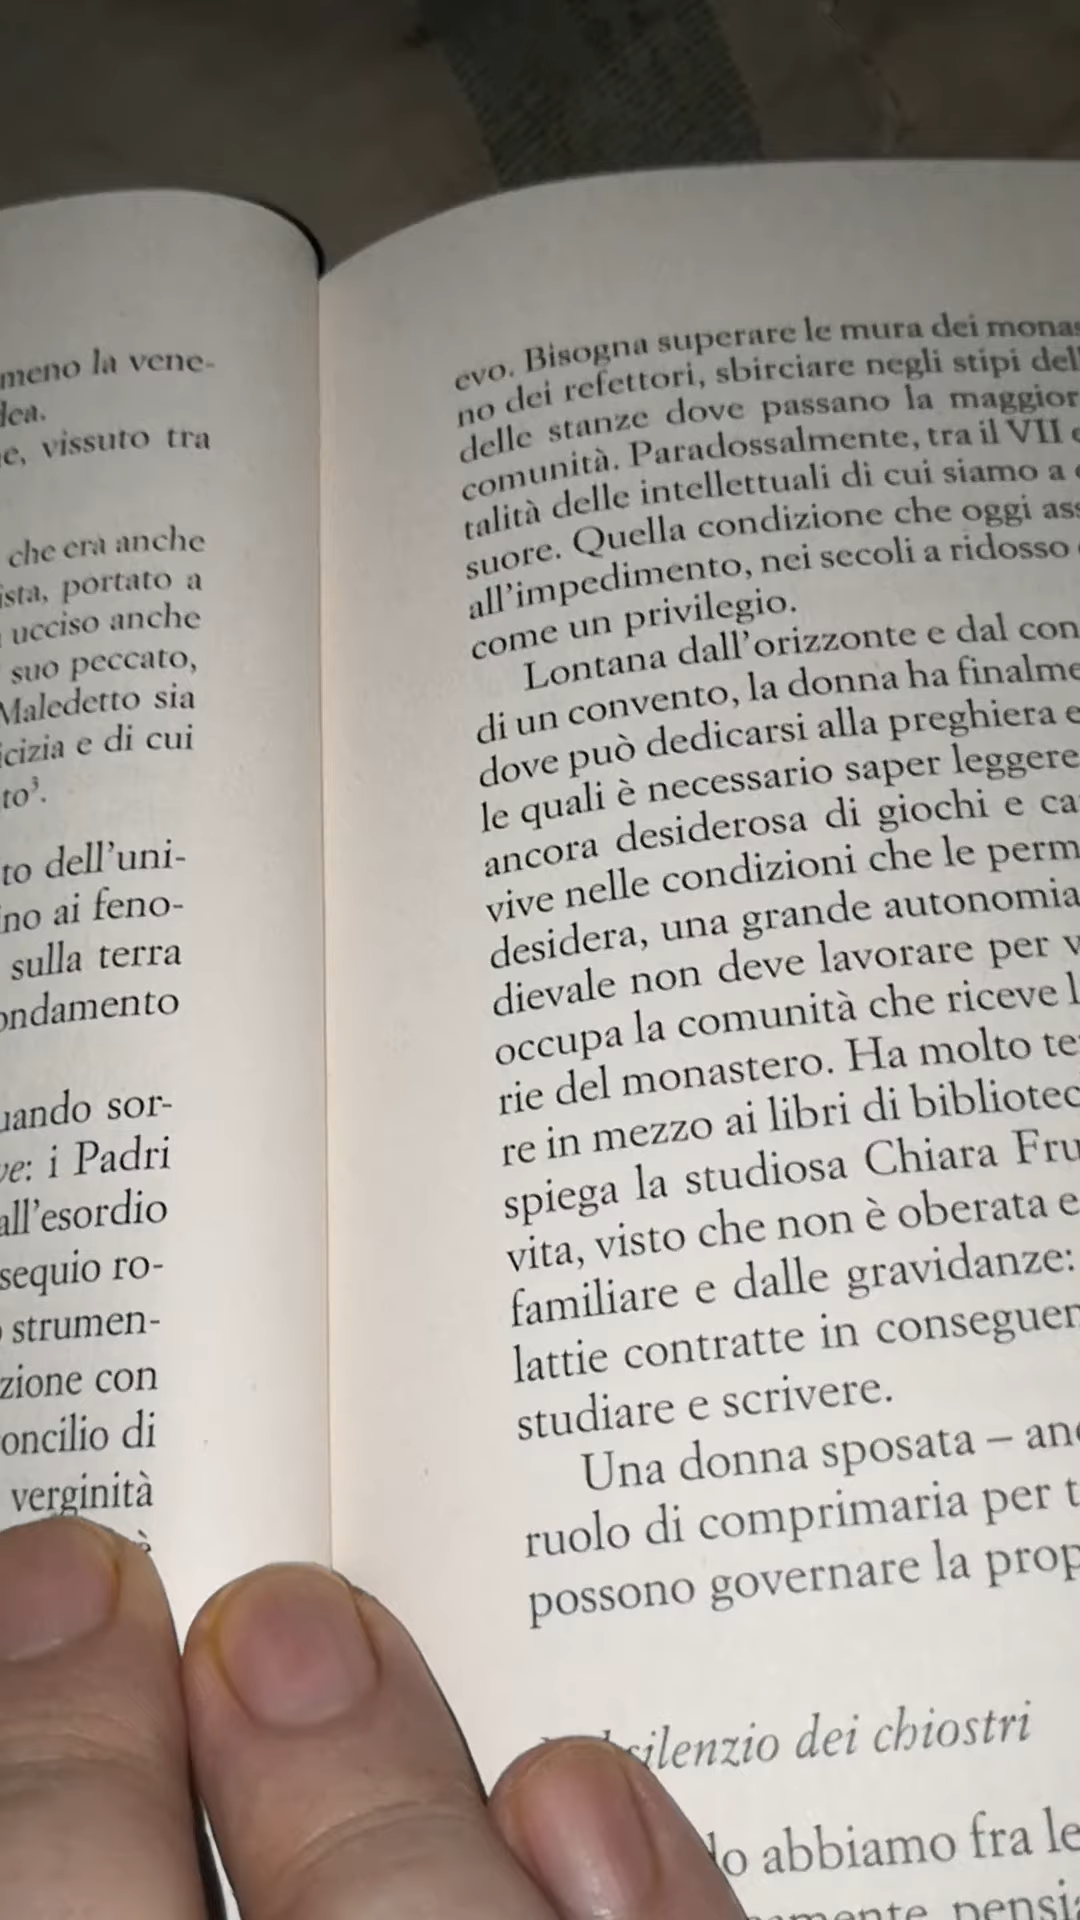 meno la vene-
dea.
e, vissuto tra
che era anche
ista, portato a
ucciso anche
suo peccato,
Maledetto sia
icizia e di cui
to³.
to dell'uni-
ino ai feno-
sulla terra
ondamento
uando sor-
ve: i Padri
all'esordio
sequio ro-
strumen-
zione con
oncilio di
verginità
evo. Bisogna superare le mura dei monas
no dei refettori, sbirciare negli stipi dell
delle stanze dove passano la maggior
comunità. Paradossalmente, tra il VII e
talità delle intellettuali di cui siamo a c
suore. Quella condizione che oggi ass
all'impedimento, nei secoli a ridosso
come un privilegio.
Lontana dall'orizzonte e dal con
di un convento, la donna ha finalme
dove può dedicarsi alla preghiera e
le quali è necessario saper leggere
ancora desiderosa di giochi e ca
vive nelle condizioni che le perm
desidera, una grande autonomia
dievale non deve lavorare per v
occupa la comunità che riceve l
rie del monastero. Ha molto te
re in mezzo ai libri di bibliotec
spiega la studiosa Chiara Fru
vita, visto che non è oberata e
familiare e dalle gravidanze:
lattie contratte in conseguen
studiare e scrivere.
Una donna sposata – anc
ruolo di comprimaria per t
possono governare la prop
silenzio dei chiostri
lo abbiamo fra le
mente pensia